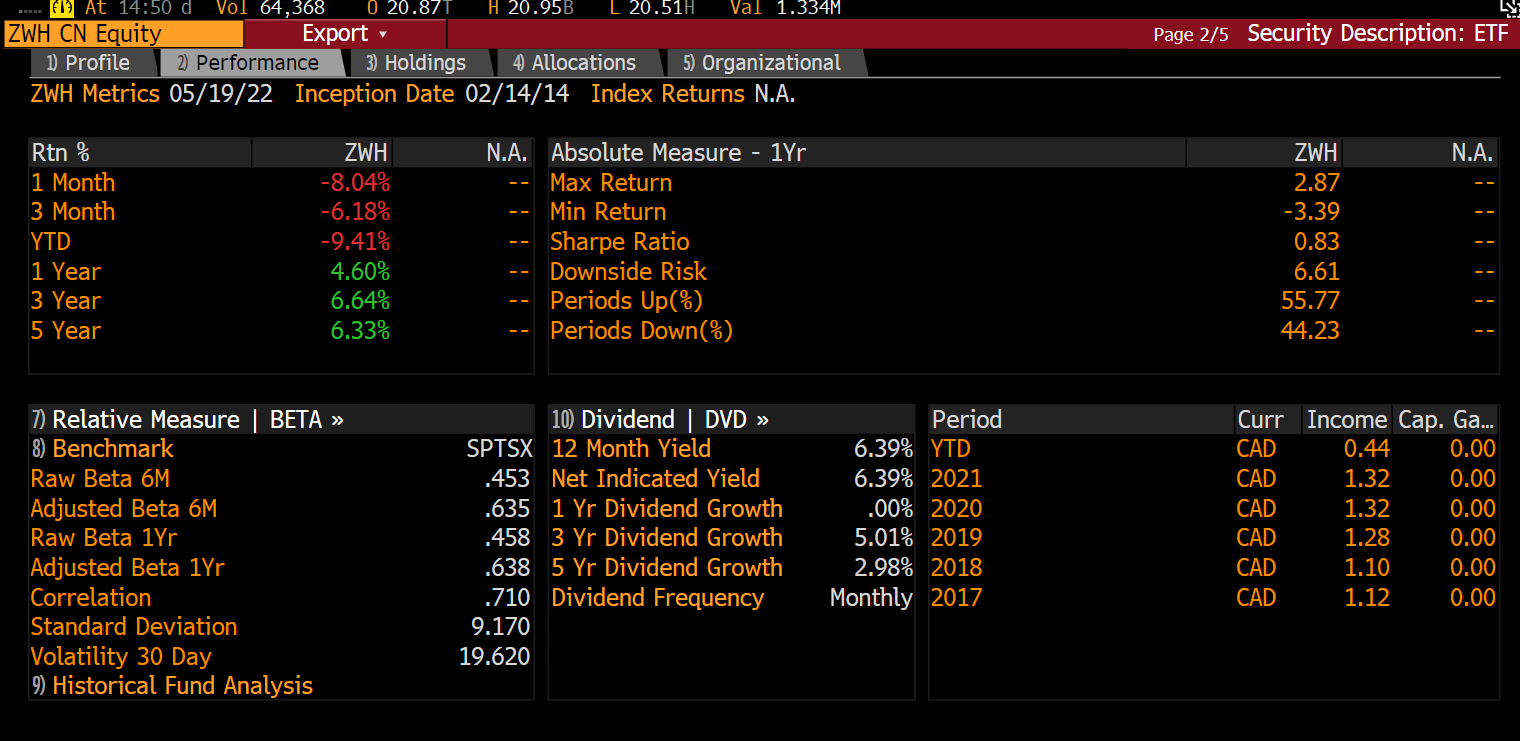 At 14:50 d Vol 64,368 O 20.87T H 20.95B L 20.51H Val 1.334M
ZWH CN Equity Export ▾ Page 2/5 Security Description: ETF
1) Profile 2) Performance 3) Holdings 4) Allocations 5) Organizational
ZWH Metrics 05/19/22 Inception Date 02/14/14 Index Returns N.A.
Rtn % ZWH N.A.
1 Month -8.04% --
3 Month -6.18% --
YTD -9.41% --
1 Year 4.60% --
3 Year 6.64% --
5 Year 6.33% --
Absolute Measure - 1Yr ZWH N.A.
Max Return 2.87 --
Min Return -3.39 --
Sharpe Ratio 0.83 --
Downside Risk 6.61 --
Periods Up(%) 55.77 --
Periods Down(%) 44.23 --
7) Relative Measure | BETA »
8) Benchmark SPTSX
Raw Beta 6M .453
Adjusted Beta 6M .635
Raw Beta 1Yr .458
Adjusted Beta 1Yr .638
Correlation .710
Standard Deviation 9.170
Volatility 30 Day 19.620
9) Historical Fund Analysis
10) Dividend | DVD »
12 Month Yield 6.39%
Net Indicated Yield 6.39%
1 Yr Dividend Growth .00%
3 Yr Dividend Growth 5.01%
5 Yr Dividend Growth 2.98%
Dividend Frequency Monthly
Period Curr Income Cap. Ga…
YTD CAD 0.44 0.00
2021 CAD 1.32 0.00
2020 CAD 1.32 0.00
2019 CAD 1.28 0.00
2018 CAD 1.10 0.00
2017 CAD 1.12 0.00